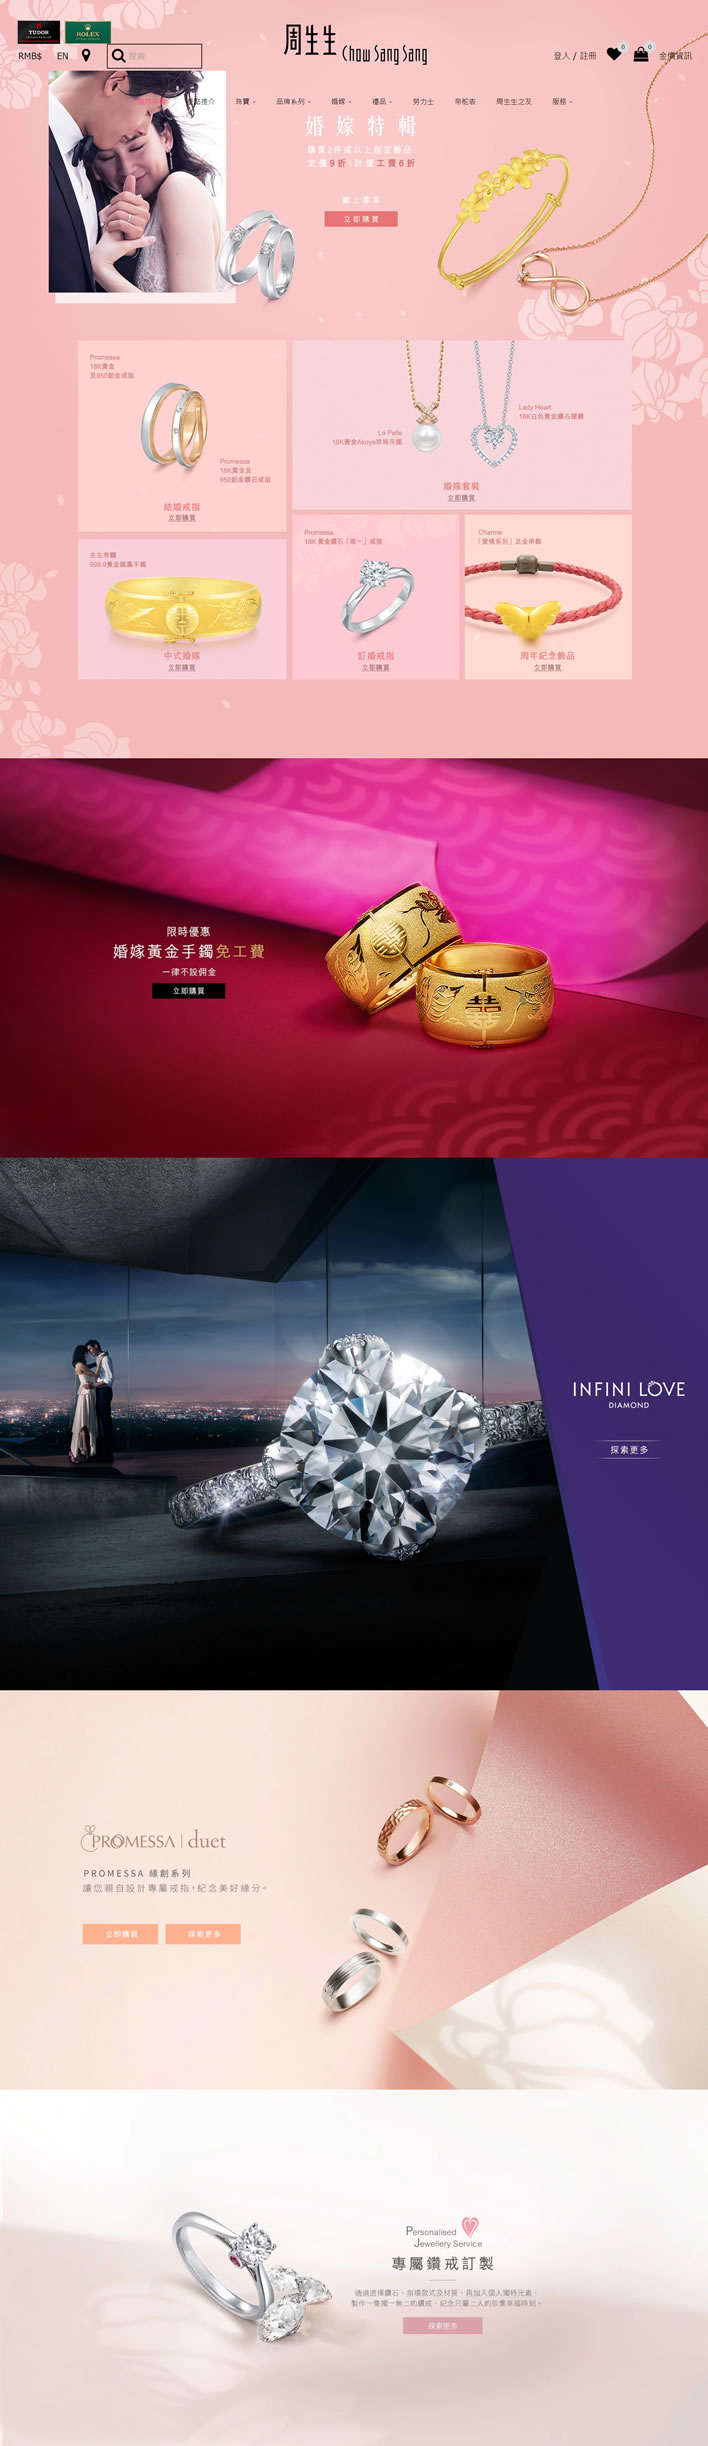 TUDOR
ROLEX
RMB$
EN
搜索
周生生 Chow Sang Sang
登入 / 註冊
0
0
金價資訊
珠寶
品牌系列
婚嫁
禮品
勞力士
帝舵表
周生生之友
服務
婚嫁特輯
購買2件或以上指定飾品:
定價9折|計價工費6折
網上尊享
立即購買
Promessa
18K黃金
及950鉑金戒指
Promessa
18K黃金及
950鉑金鑽石戒指
結婚戒指
立即購買
La Pelle
18K黃金Akoya珍珠吊墜
Lady Heart
18K白色黃金鑽石頸鏈
婚嫁套裝
立即購買
生生有囍
999.9黃金龍鳳手鐲
中式婚嫁
立即購買
Promessa
18K 黃金鑽石「唯一」戒指
訂婚戒指
立即購買
Charme
「愛情系列」足金串飾
周年紀念飾品
立即購買
限時優惠
婚嫁黃金手鐲免工費
一律不設佣金
立即購買
INFINI LOVE
DIAMOND
探索更多
PROMESSA | duet
PROMESSA 緣創系列
讓您親自設計專屬戒指，紀念美好緣分。
立即購買
探索更多
Personalised
Jewellery Service
專屬鑽戒訂製
透過選擇鑽石、指環款式及材質，再加入個人獨特元素，
製作一隻獨一無二的鑽戒，紀念只屬二人的珍貴幸福時刻。
探索更多